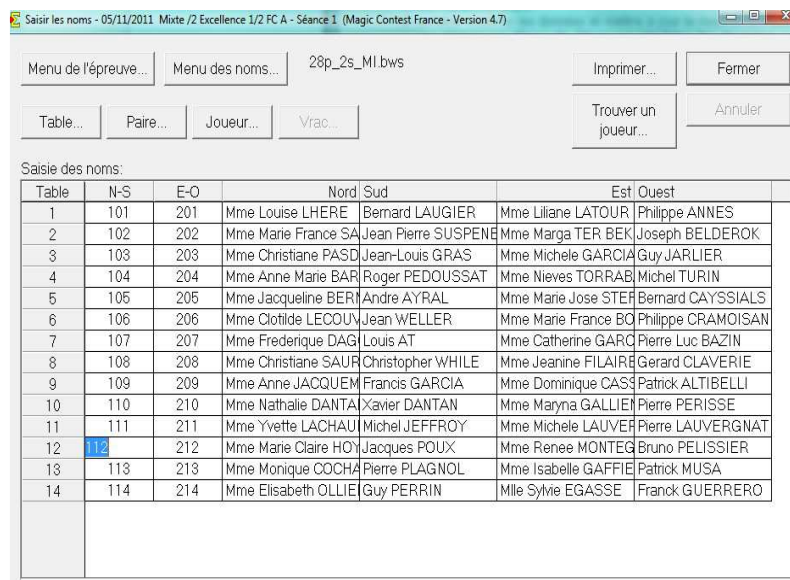 Saisir les noms - 05/11/2011 Mixte /2 Excellence 1/2 FC A - Séance 1 (Magic Contest France - Version 4.7)
Menu de l'épreuve... Menu des noms... 28p_2s_MI.bws Imprimer... Fermer
Table... Paire... Joueur... Vrac... Trouver un joueur... Annuler
Saisie des noms:
Table N-S E-O Nord Sud Est Ouest
1 101 201 Mme Louise LHERE Bernard LAUGIER Mme Liliane LATOUR Philippe ANNES
2 102 202 Mme Marie France SA Jean Pierre SUSPENE Mme Marga TER BEK Joseph BELDEROK
3 103 203 Mme Christiane PASD Jean-Louis GRAS Mme Michele GARCIA Guy JARLIER
4 104 204 Mme Anne Marie BAR Roger PEDOUSSAT Mme Nieves TORRAB Michel TURIN
5 105 205 Mme Jacqueline BERN Andre AYRAL Mme Marie Jose STEF Bernard CAYSSIALS
6 106 206 Mme Clotilde LECOUV Jean WELLER Mme Marie France BO Philippe CRAMOISAN
7 107 207 Mme Frederique DAG Louis AT Mme Catherine GARC Pierre Luc BAZIN
8 108 208 Mme Christiane SAUR Christopher WHILE Mme Jeanine FILAIRE Gerard CLAVERIE
9 109 209 Mme Anne JACQUEM Francis GARCIA Mme Dominique CASS Patrick ALTIBELLI
10 110 210 Mme Nathalie DANTA Xavier DANTAN Mme Maryna GALLIEN Pierre PERISSE
11 111 211 Mme Yvette LACHAU Michel JEFFROY Mme Michele LAUVER Pierre LAUVERGNAT
12 112 212 Mme Marie Claire HOY Jacques POUX Mme Renee MONTEG Bruno PELISSIER
13 113 213 Mme Monique COCHA Pierre PLAGNOL Mme Isabelle GAFFIE Patrick MUSA
14 114 214 Mme Elisabeth OLLIE Guy PERRIN Mlle Sylvie EGASSE Franck GUERRERO